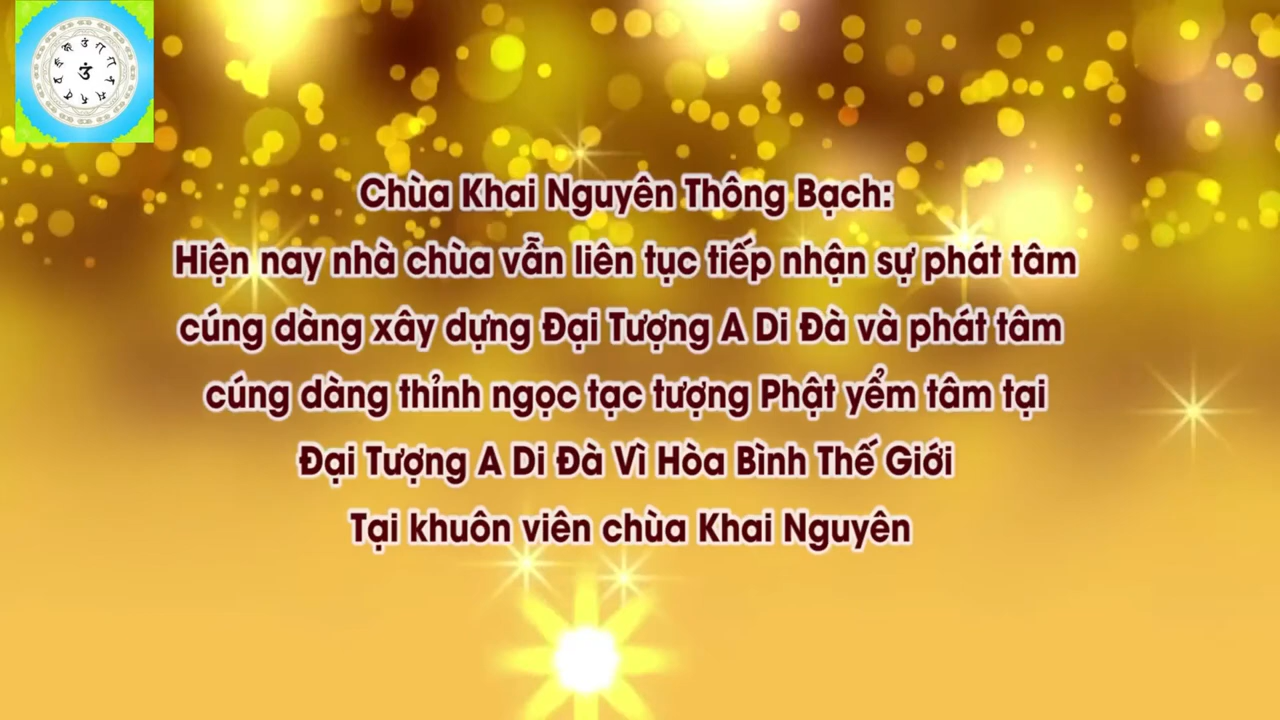 Chùa Khai Nguyên Thông Bạch:
Hiện nay nhà chùa vẫn liên tục tiếp nhận sự phát tâm
cúng dàng xây dựng Đại Tượng A Di Đà và phát tâm
cúng dàng thỉnh ngọc tạc tượng Phật yểm tâm tại
Đại Tượng A Di Đà Vì Hòa Bình Thế Giới
Tại khuôn viên chùa Khai Nguyên